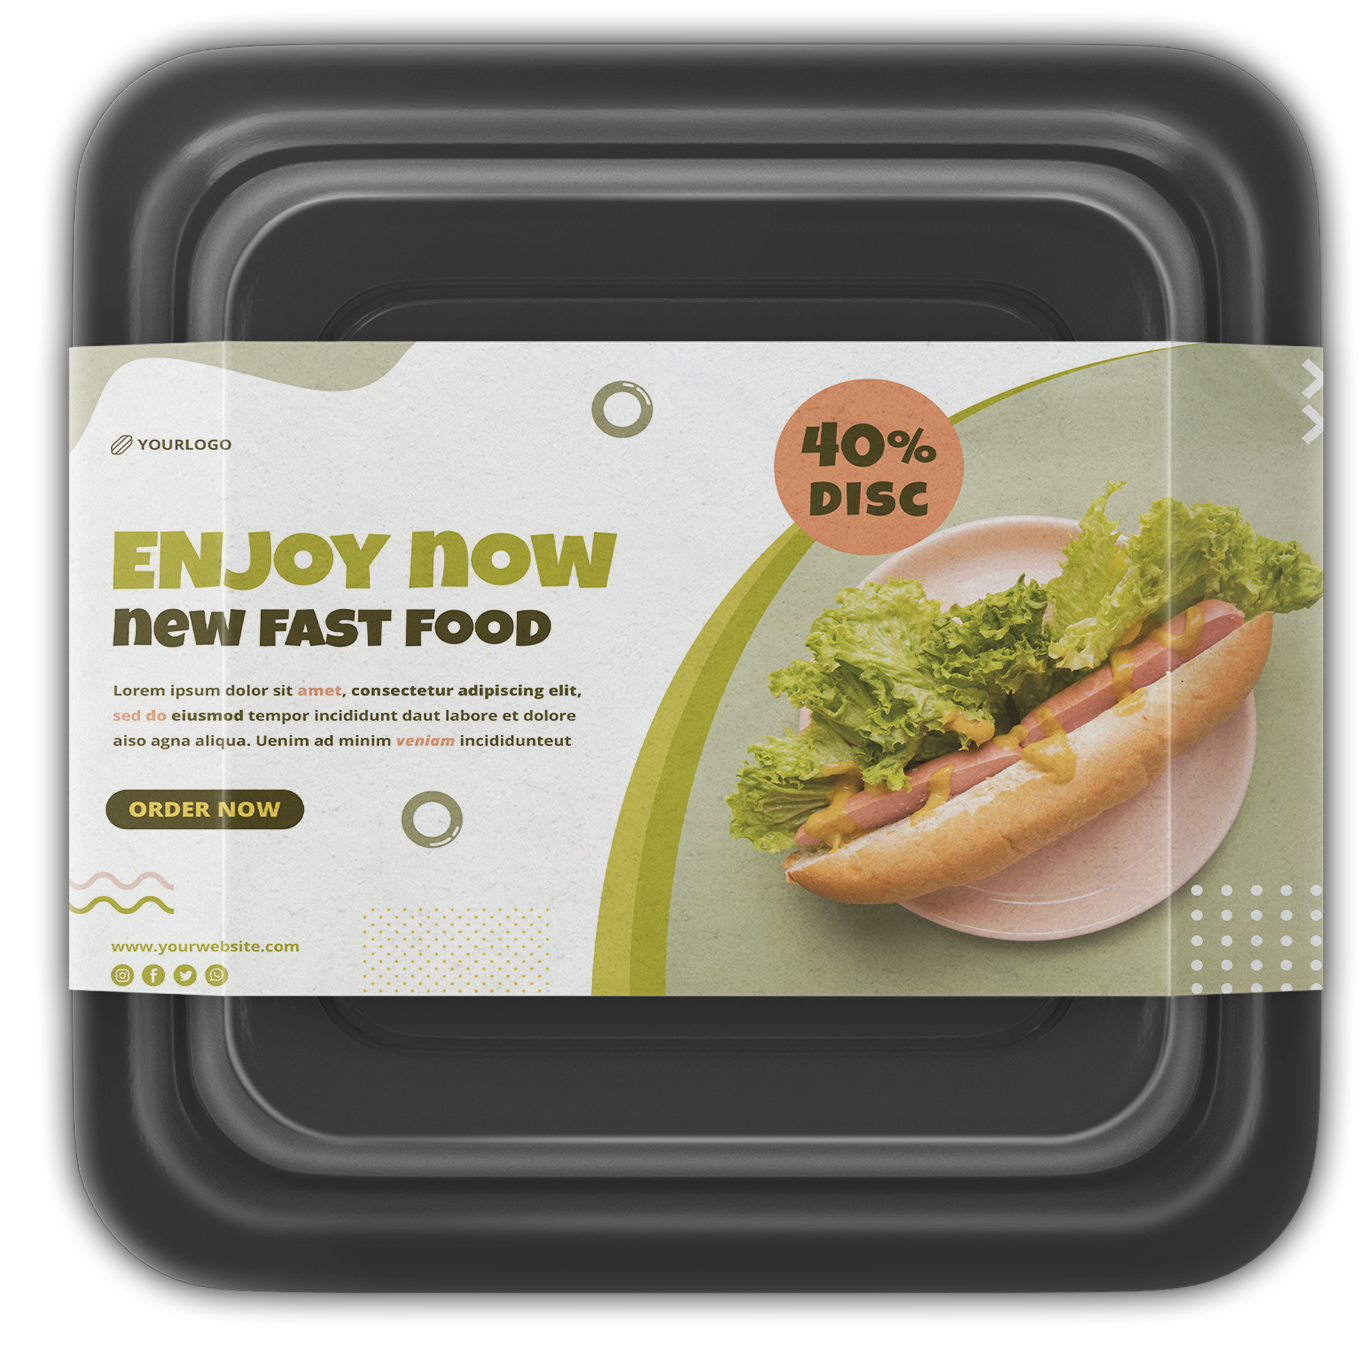 YOURLOGO
40%
DISC
ENJOY NOW
new FAST FOOD
Lorem ipsum dolor sit amet, consectetur adipiscing elit,
sed do eiusmod tempor incididunt daut labore et dolore
aiso agna aliqua. Uenim ad minim veniam incididunteut
ORDER NOW
www.yourwebsite.com